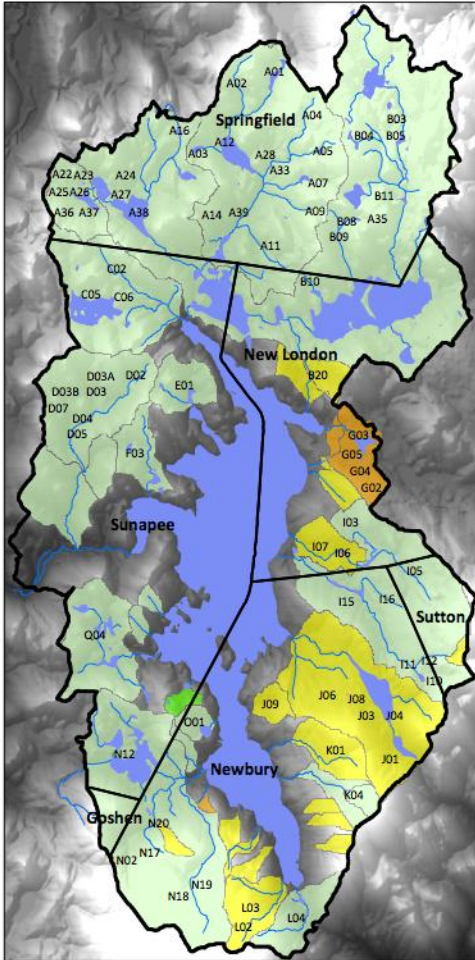 A01
A02
A04
Springfield
A16
A12
A03
A28
A05
A33
A07
A22 A23
A24
A25 A26
A27
A36 A37
A38
A14
A39
A09
A11
B03
B04
B05
B11
B08
A35
B09
B10
C02
C05
C06
New London
B20
D03A
D02
D03B
D03
D07
D04
D05
E01
F03
G03
G05
G04
G02
Sunapee
I03
I07
I06
I05
I15
I16
Sutton
I11
I12
I10
Q04
O01
J09
J06
J08
J03
J04
J01
K01
K04
N12
Newbury
Goshen
N20
N17
N02
N18
N19
L03
L02
L04